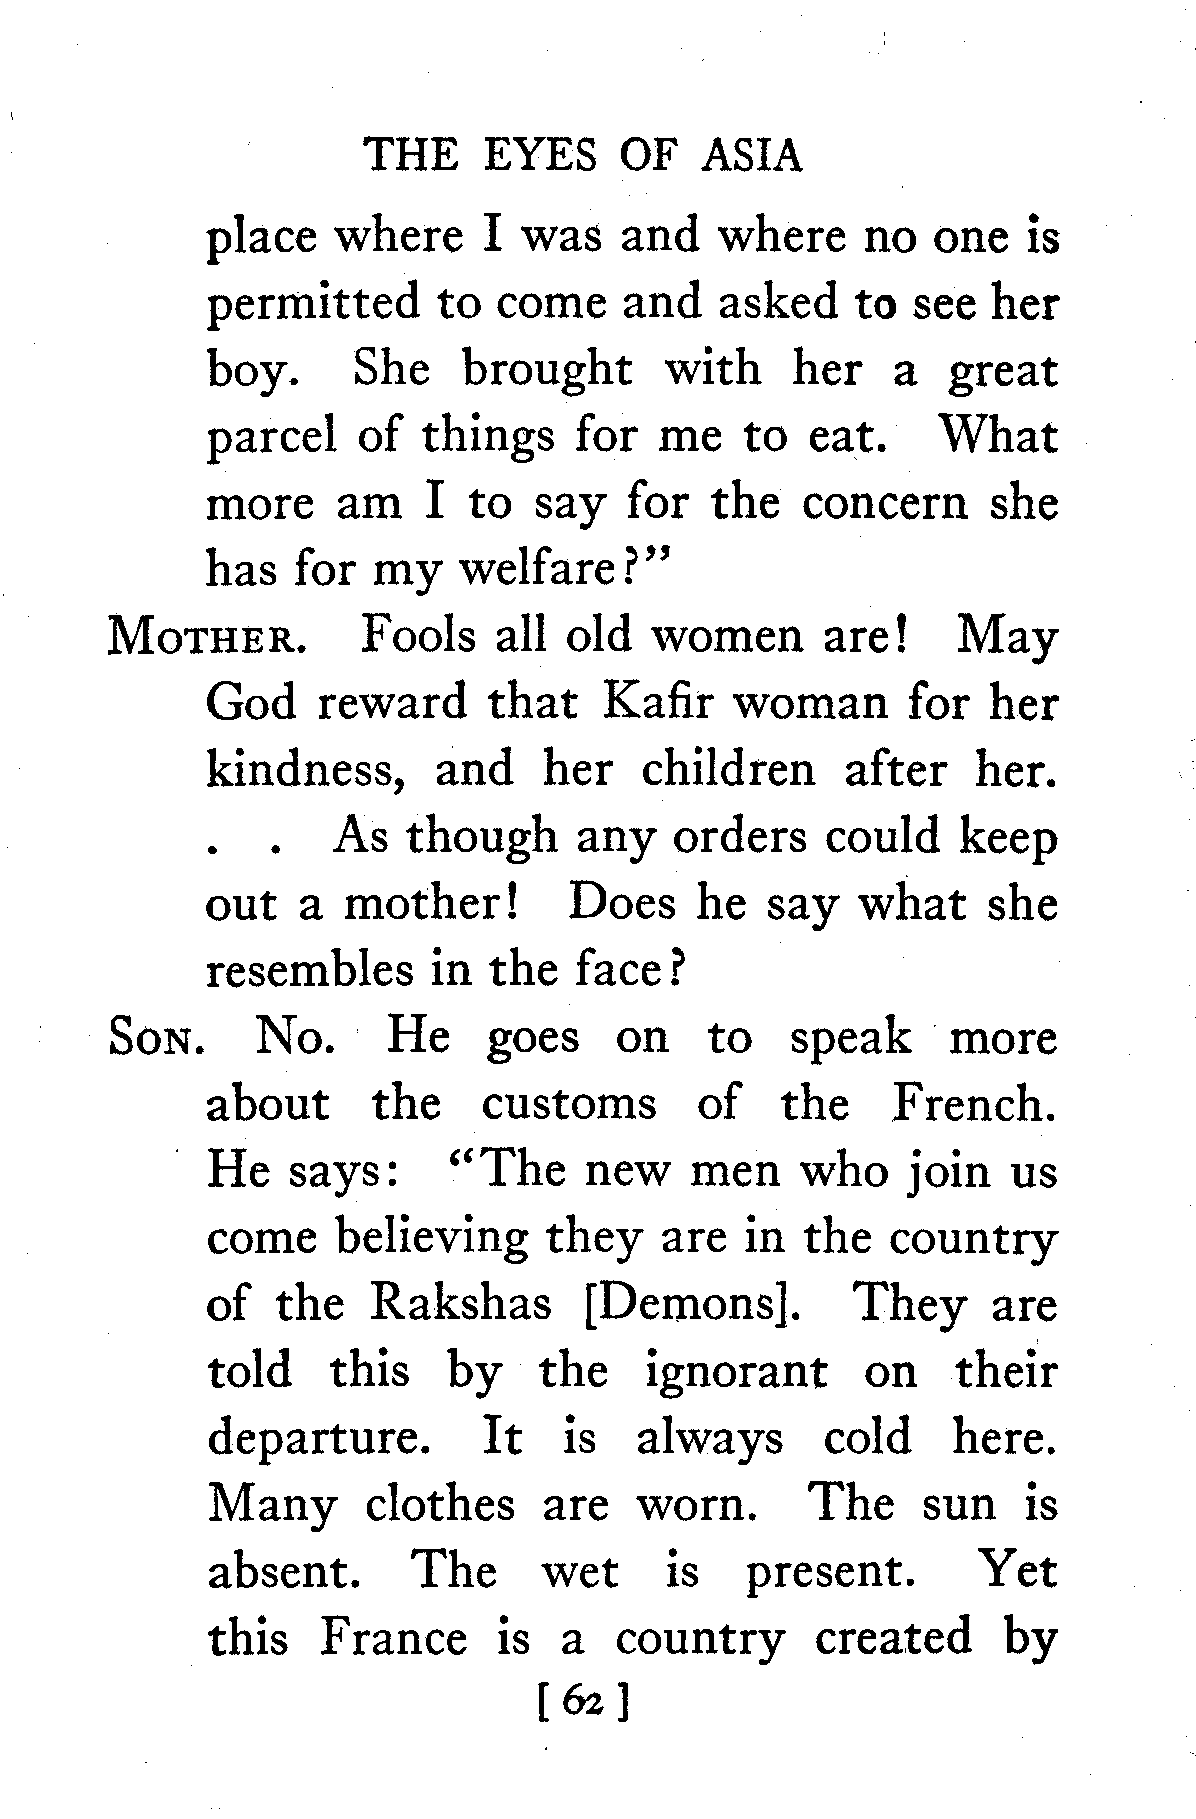 THE EYES OF ASIA
place where I was and where no one is
permitted to come and asked to see her
boy. She brought with her a great
parcel of things for me to eat. What
more am I to say for the concern she
has for my welfare?”
MOTHER. Fools all old women are! May
God reward that Kafir woman for her
kindness, and her children after her.
. . As though any orders could keep
out a mother! Does he say what she
resembles in the face?
SON. No. He goes on to speak more
about the customs of the French.
He says: “The new men who join us
come believing they are in the country
of the Rakshas [Demons]. They are
told this by the ignorant on their
departure. It is always cold here.
Many clothes are worn. The sun is
absent. The wet is present. Yet
this France is a country created by
[ 62 ]